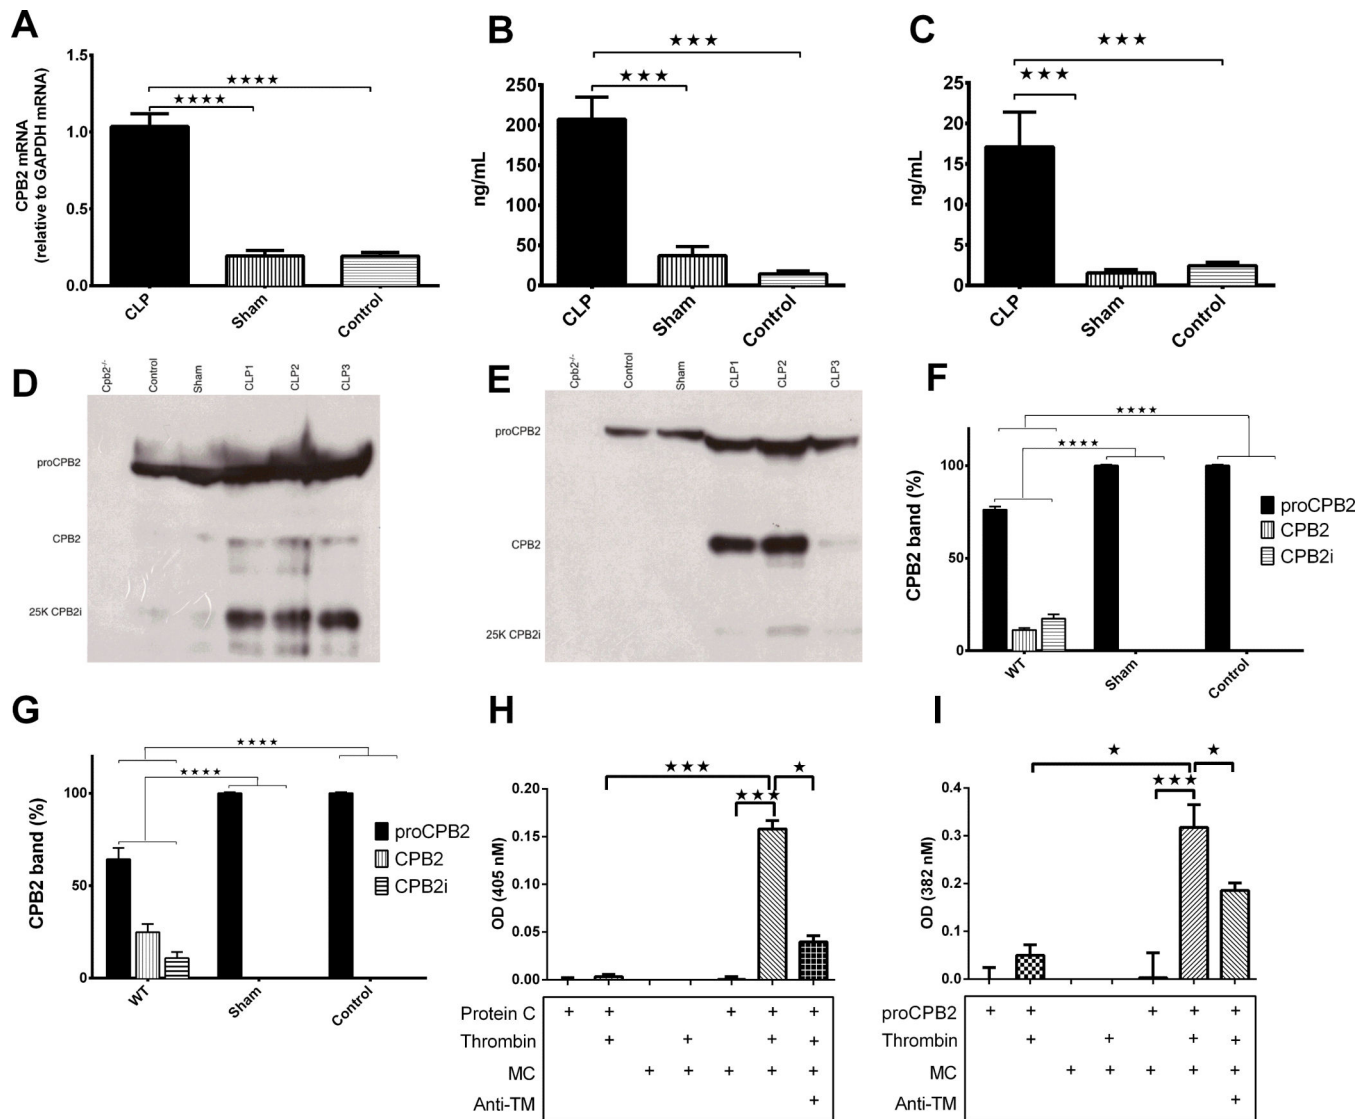 A
CPB2 mRNA
(relative to GAPDH mRNA)
1.5
1.0
0.5
0.0
★★★★
★★★★
CLP
Sham
Control
B
ng/mL
250
200
150
100
50
0
★★★
★★★
CLP
Sham
Control
C
ng/mL
25
20
15
10
5
0
★★★
★★★
CLP
Sham
Control
D
Cpb2-/-
Control
Sham
CLP1
CLP2
CLP3
proCPB2
CPB2
25K CPB2i
E
Cpb2-/-
Control
Sham
CLP1
CLP2
CLP3
proCPB2
CPB2
25K CPB2i
F
CPB2 band (%)
100
50
0
★★★★
★★★★
WT
Sham
Control
proCPB2
CPB2
CPB2i
G
CPB2 band (%)
100
50
0
★★★★
★★★★
WT
Sham
Control
proCPB2
CPB2
CPB2i
H
OD (405 nM)
0.20
0.15
0.10
0.05
0.00
★★★
★
★★★
Protein C + + + + +
Thrombin + + + +
MC + + + + +
Anti-TM +
I
OD (382 nM)
0.4
0.3
0.2
0.1
0.0
★
★
★★★
proCPB2 + + + + +
Thrombin + + + +
MC + + + + +
Anti-TM +